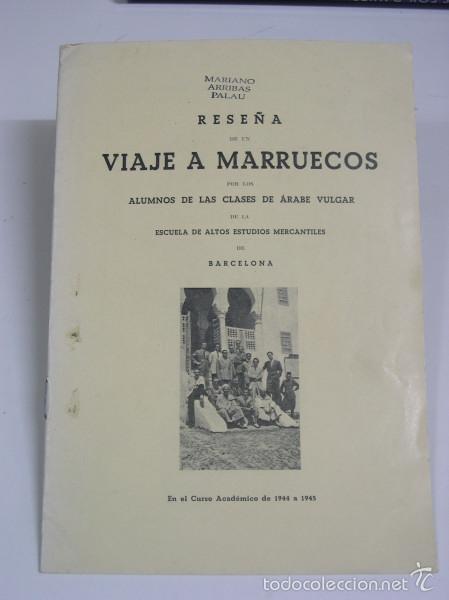 MARIANO
ARRIBAS
PALAU
RESEÑA
DE UN
VIAJE A MARRUECOS
POR LOS
ALUMNOS DE LAS CLASES DE ÁRABE VULGAR
DE LA
ESCUELA DE ALTOS ESTUDIOS MERCANTILES
DE
BARCELONA
En el Curso Académico de 1944 a 1945
todocoleccion.net